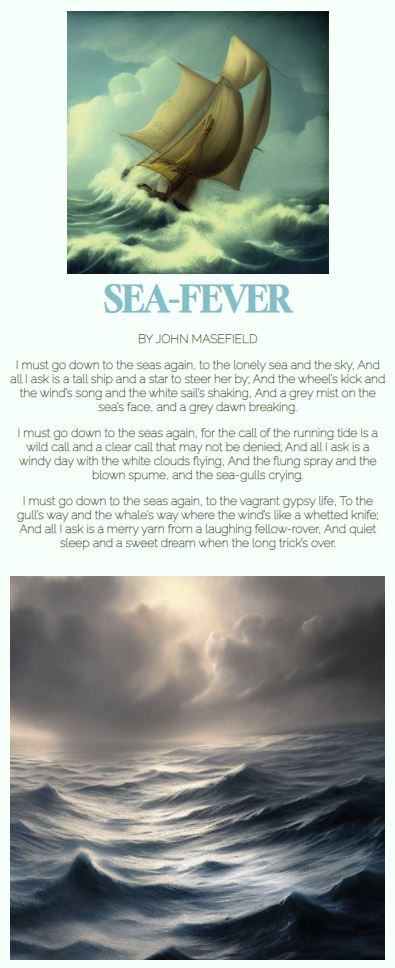 SEA-FEVER
BY JOHN MASEFIELD
I must go down to the seas again, to the lonely sea and the sky, And
all I ask is a tall ship and a star to steer her by; And the wheel's kick and
the wind's song and the white sail's shaking, And a grey mist on the
sea's face, and a grey dawn breaking.
I must go down to the seas again, for the call of the running tide Is a
wild call and a clear call that may not be denied; And all I ask is a
windy day with the white clouds flying, And the flung spray and the
blown spume, and the sea-gulls crying.
I must go down to the seas again, to the vagrant gypsy life, To the
gull's way and the whale's way where the wind's like a whetted knife;
And all I ask is a merry yarn from a laughing fellow-rover, And quiet
sleep and a sweet dream when the long trick's over.